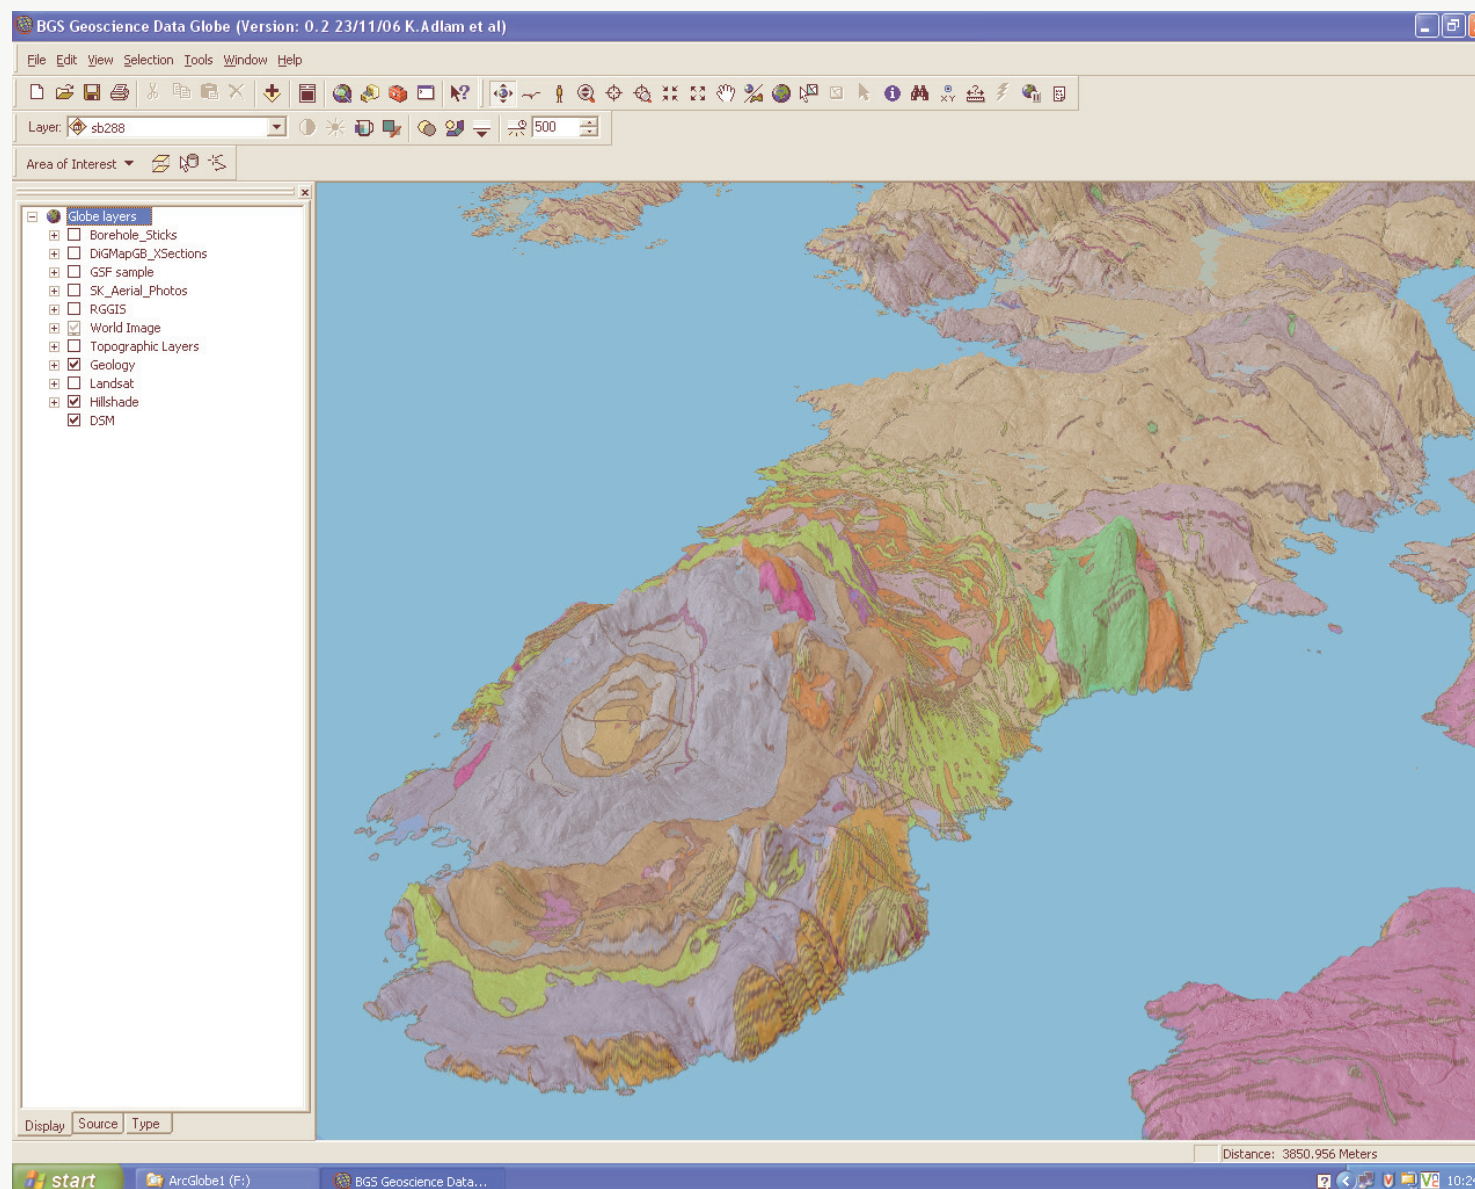 BGS Geoscience Data Globe (Version: 0.2 23/11/06 K.Adlam et al)
File Edit View Selection Tools Window Help
Layer: sb288 500
Area of Interest
Globe layers
Borehole_Sticks
DiGMapGB_XSections
GSF sample
SK_Aerial_Photos
RGGIS
World Image
Topographic Layers
Geology
Landsat
Hillshade
DSM
Display Source Type
Distance: 3850.956 Meters
start ArcGlobe1 (F:) BGS Geoscience Data... 10:24